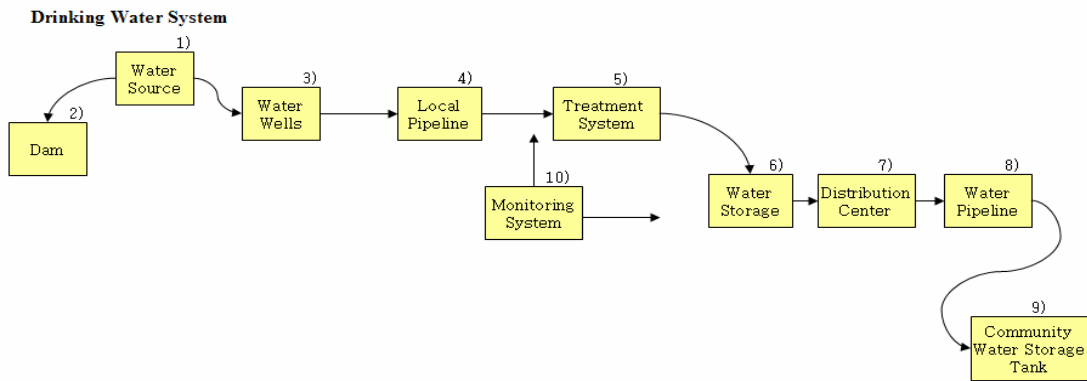 Drinking Water System
1)
Water
Source
2)
Dam
3)
Water
Wells
4)
Local
Pipeline
5)
Treatment
System
6)
Water
Storage
7)
Distribution
Center
8)
Water
Pipeline
9)
Community
Water Storage
Tank
10)
Monitoring
System